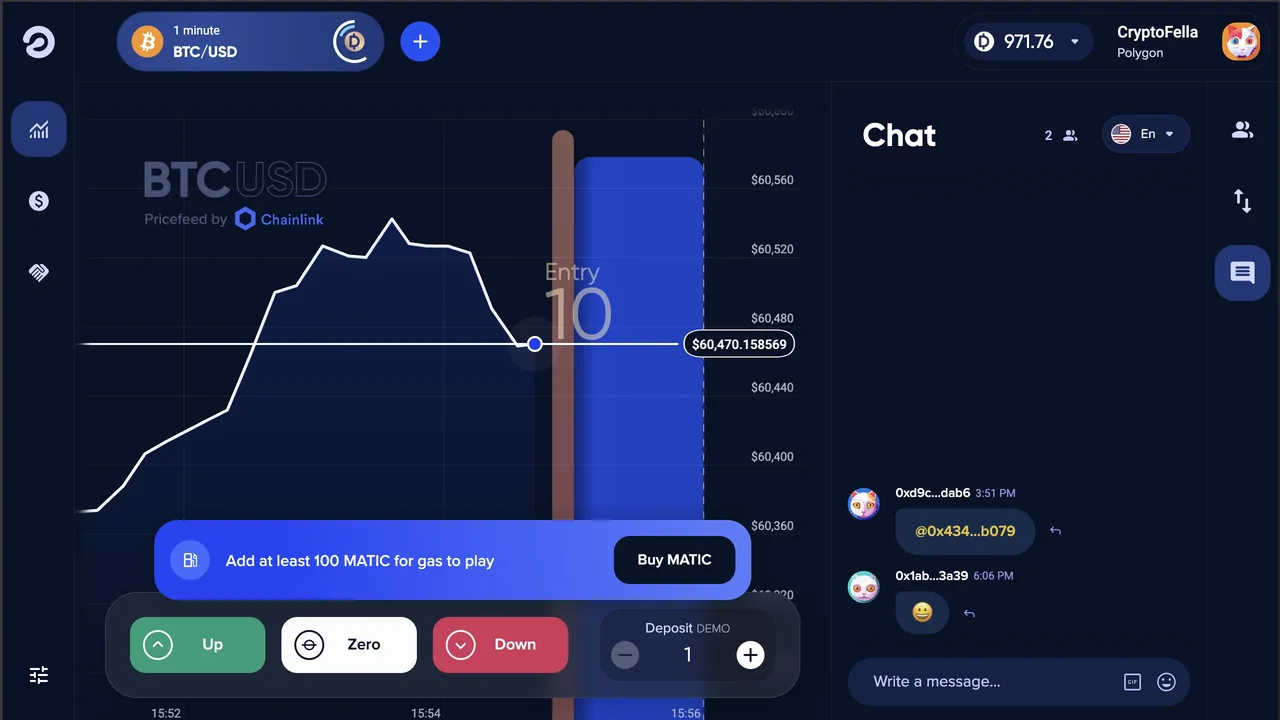 1 minute
BTC/USD
971.76
CryptoFella
Polygon
BTCUSD
Pricefeed by Chainlink
Entry
10
$60,600
$60,560
$60,520
$60,480
$60,470.158569
$60,440
$60,400
$60,360
Add at least 100 MATIC for gas to play
Buy MATIC
Up
Zero
Down
Deposit DEMO
1
15:52
15:54
15:56
Chat
2
En
0xd9c...dab6 3:51 PM
@0x434...b079
0x1ab...3a39 6:06 PM
Write a message...
GIF